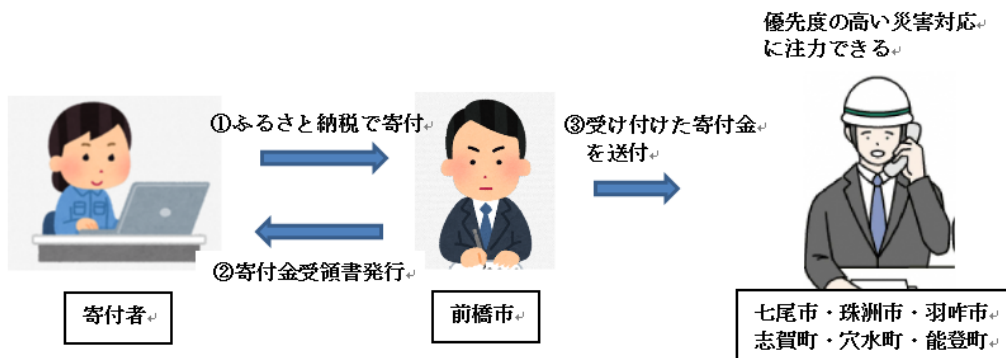 優先度の高い災害対応
に注力できる
①ふるさと納税で寄付
③受け付けた寄付金
を送付
②寄付金受領書発行
寄付者
前橋市
七尾市・珠洲市・羽咋市
志賀町・穴水町・能登町